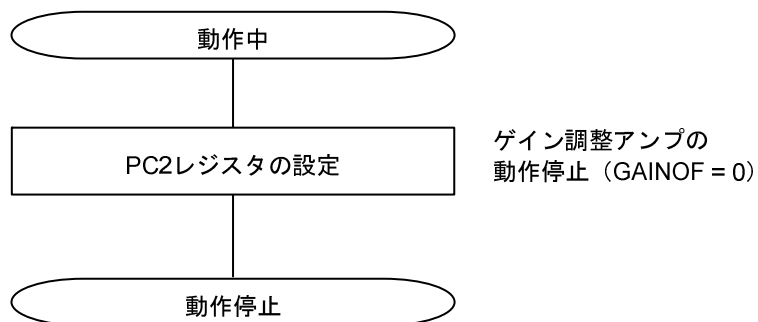 動作中
PC2レジスタの設定
ゲイン調整アンプの
動作停止（GAINOF = 0）
動作停止